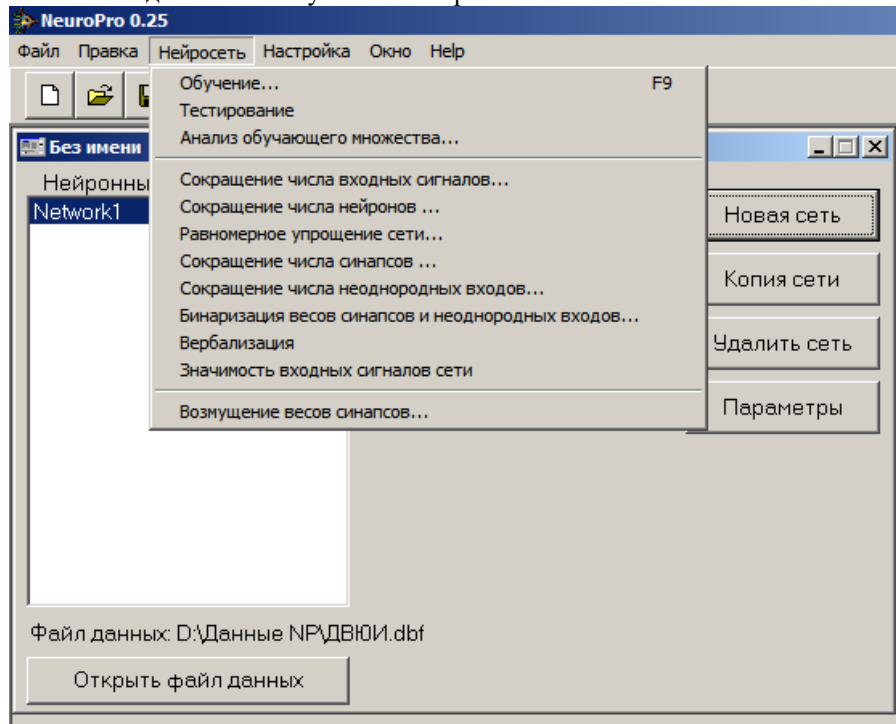 NeuroPro 0.25
Файл Правка Нейросеть Настройка Окно Help
Обучение... F9
Тестирование
Анализ обучающего множества...
Без имени
Нейронны
Network1
Сокращение числа входных сигналов...
Сокращение числа нейронов ...
Равномерное упрощение сети...
Сокращение числа синапсов ...
Сокращение числа неоднородных входов...
Бинаризация весов синапсов и неоднородных входов...
Вербализация
Значимость входных сигналов сети
Возмущение весов синапсов...
Новая сеть
Копия сети
Удалить сеть
Параметры
Файл данных: D:\Данные NP\ДВЮИ.dbf
Открыть файл данных